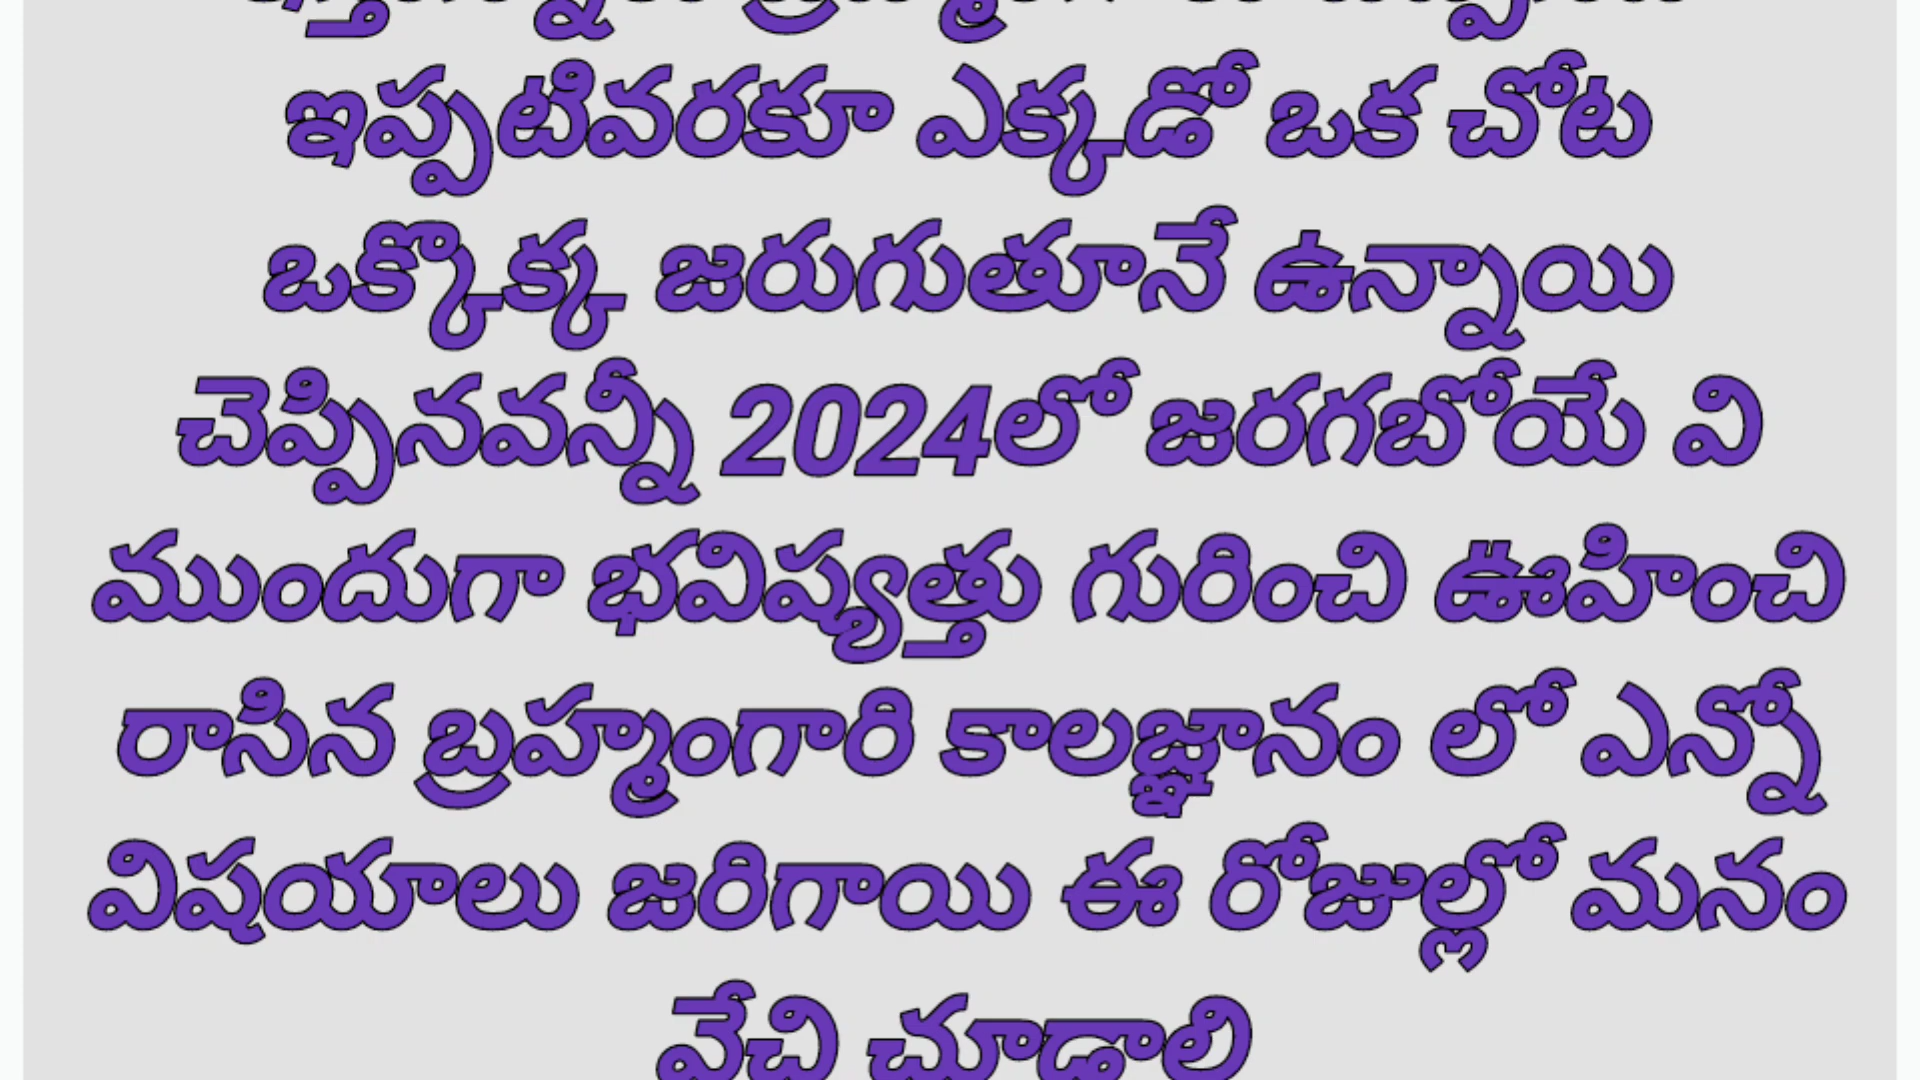 ఇప్పటివరకూ ఎక్కడో ఒక చోట
ఒక్కొక్క జరుగుతూనే ఉన్నాయి
చెప్పినవన్నీ 2024లో జరగబోయే వి
ముందుగా భవిష్యత్తు గురించి ఊహించి
రాసిన బ్రహ్మంగారి కాలజ్ఞానం లో ఎన్నో
విషయాలు జరిగాయి ఈ రోజుల్లో మనం
వేచి చూడాలి